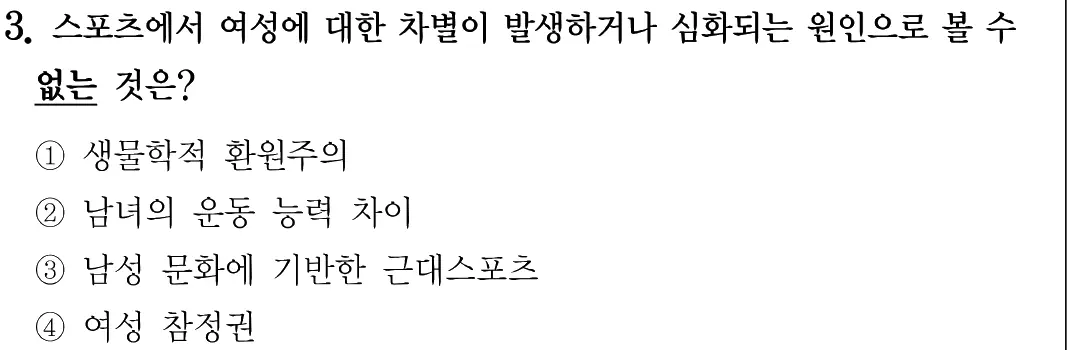 3. 스포츠에서 여성에 대한 차별이 발생하거나 심화되는 원인으로 볼 수
없는 것은?
① 생물학적 환원주의
② 남녀의 운동 능력 차이
③ 남성 문화에 기반한 근대스포츠
④ 여성 참정권